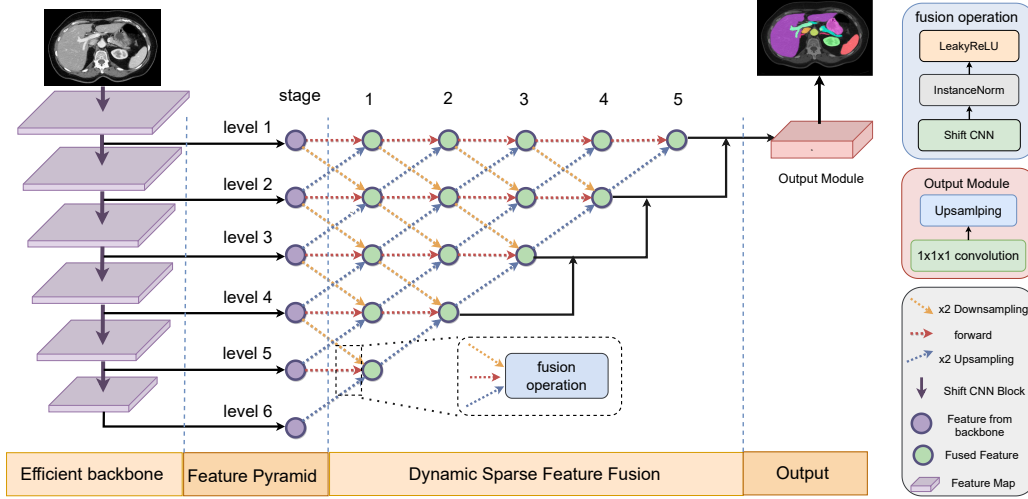 stage
1
2
3
4
5
level 1
level 2
level 3
level 4
level 5
level 6
fusion
operation
Output Module
Efficient backbone
Feature Pyramid
Dynamic Sparse Feature Fusion
Output
fusion operation
LeakyReLU
InstanceNorm
Shift CNN
Output Module
Upsamlping
1x1x1 convolution
x2 Downsampling
forward
x2 Upsampling
Shift CNN Block
Feature from
backbone
Fused Feature
Feature Map